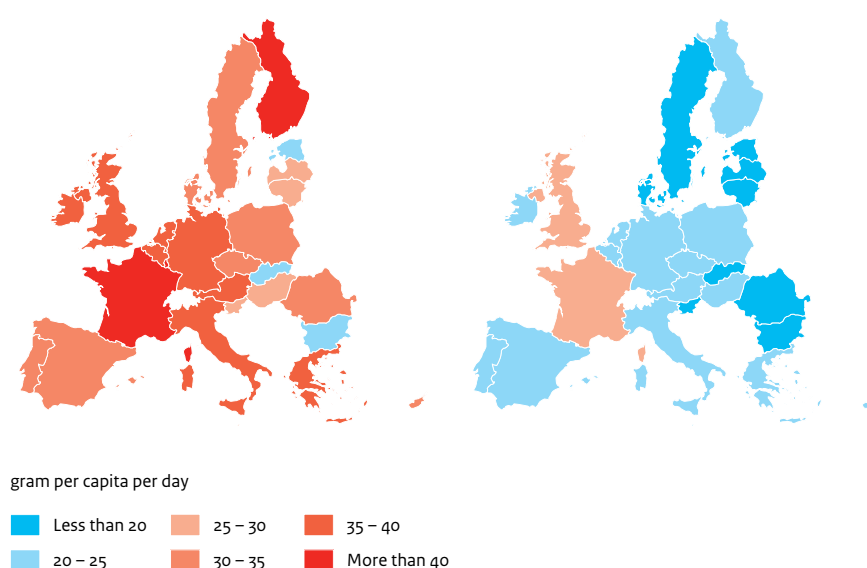 gram per capita per day
Less than 20
25 – 30
35 – 40
20 – 25
30 – 35
More than 40